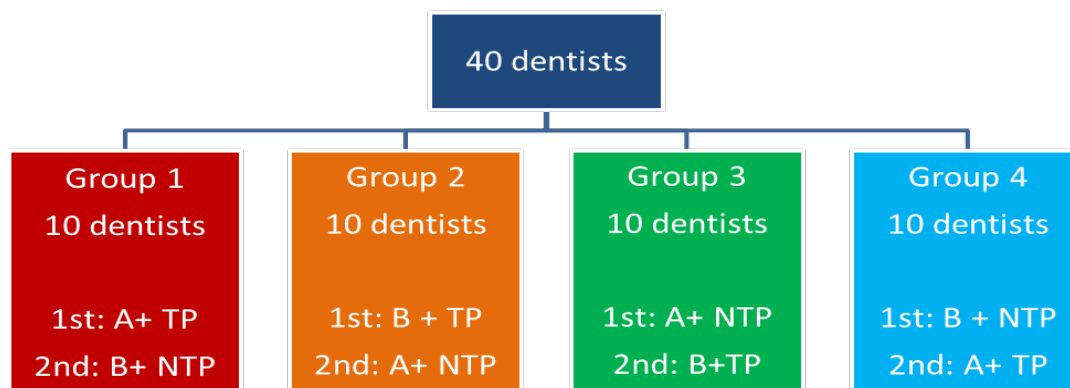 40 dentists
Group 1
10 dentists
1st: A+ TP
2nd: B+ NTP
Group 2
10 dentists
1st: B + TP
2nd: A+ NTP
Group 3
10 dentists
1st: A+ NTP
2nd: B+TP
Group 4
10 dentists
1st: B + NTP
2nd: A+ TP